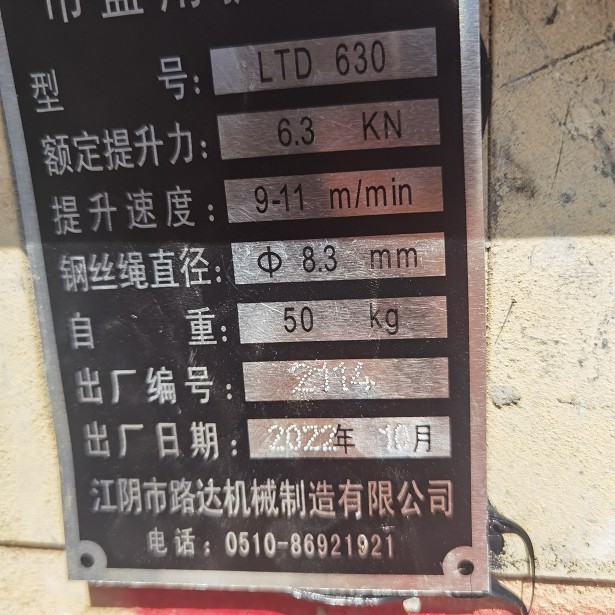 型 号: LTD 630
额定提升力: 6.3 KN
提升速度: 9-11 m/min
钢丝绳直径: Φ 8.3 mm
自 重: 50 kg
出厂编号: 2114
出厂日期: 2022年 10月
江阴市路达机械制造有限公司
电话: 0510-86921921